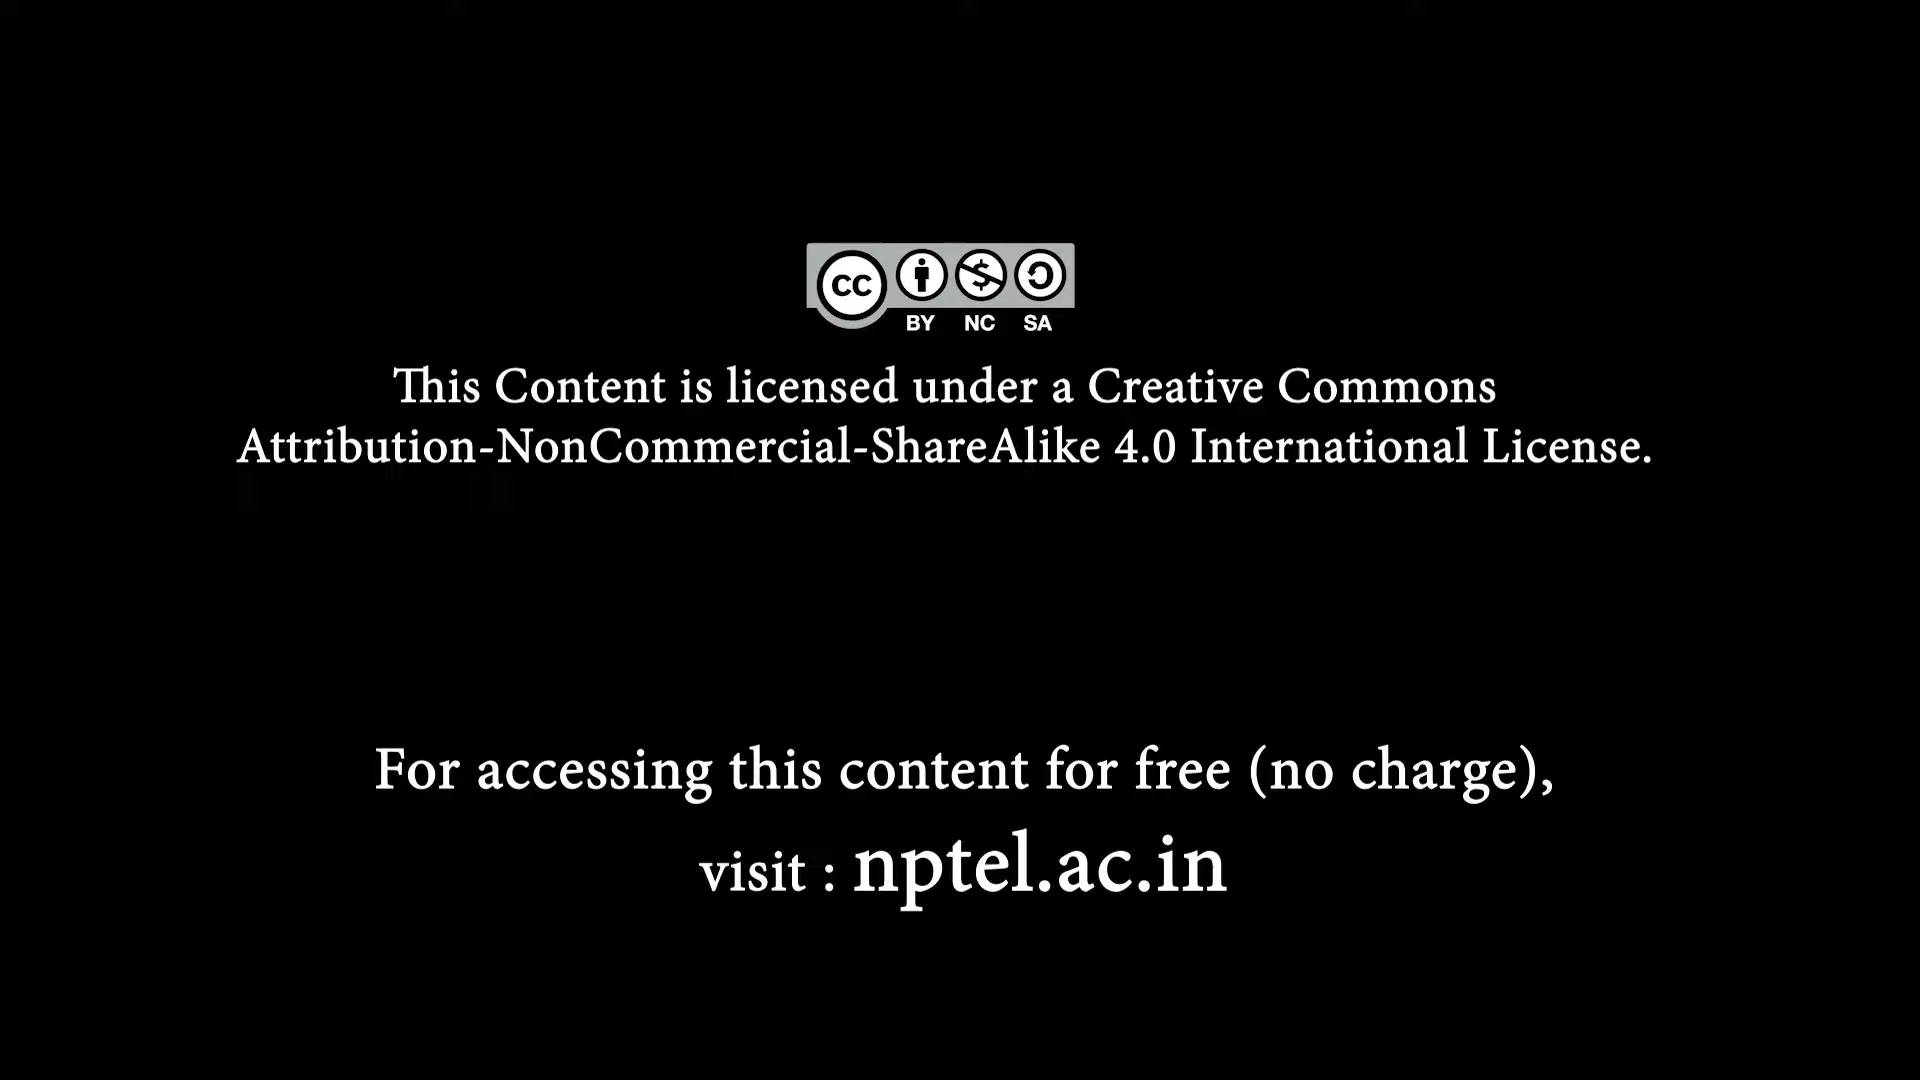 CC BY NC SA
This Content is licensed under a Creative Commons
Attribution-NonCommercial-ShareAlike 4.0 International License.
For accessing this content for free (no charge),
visit : nptel.ac.in